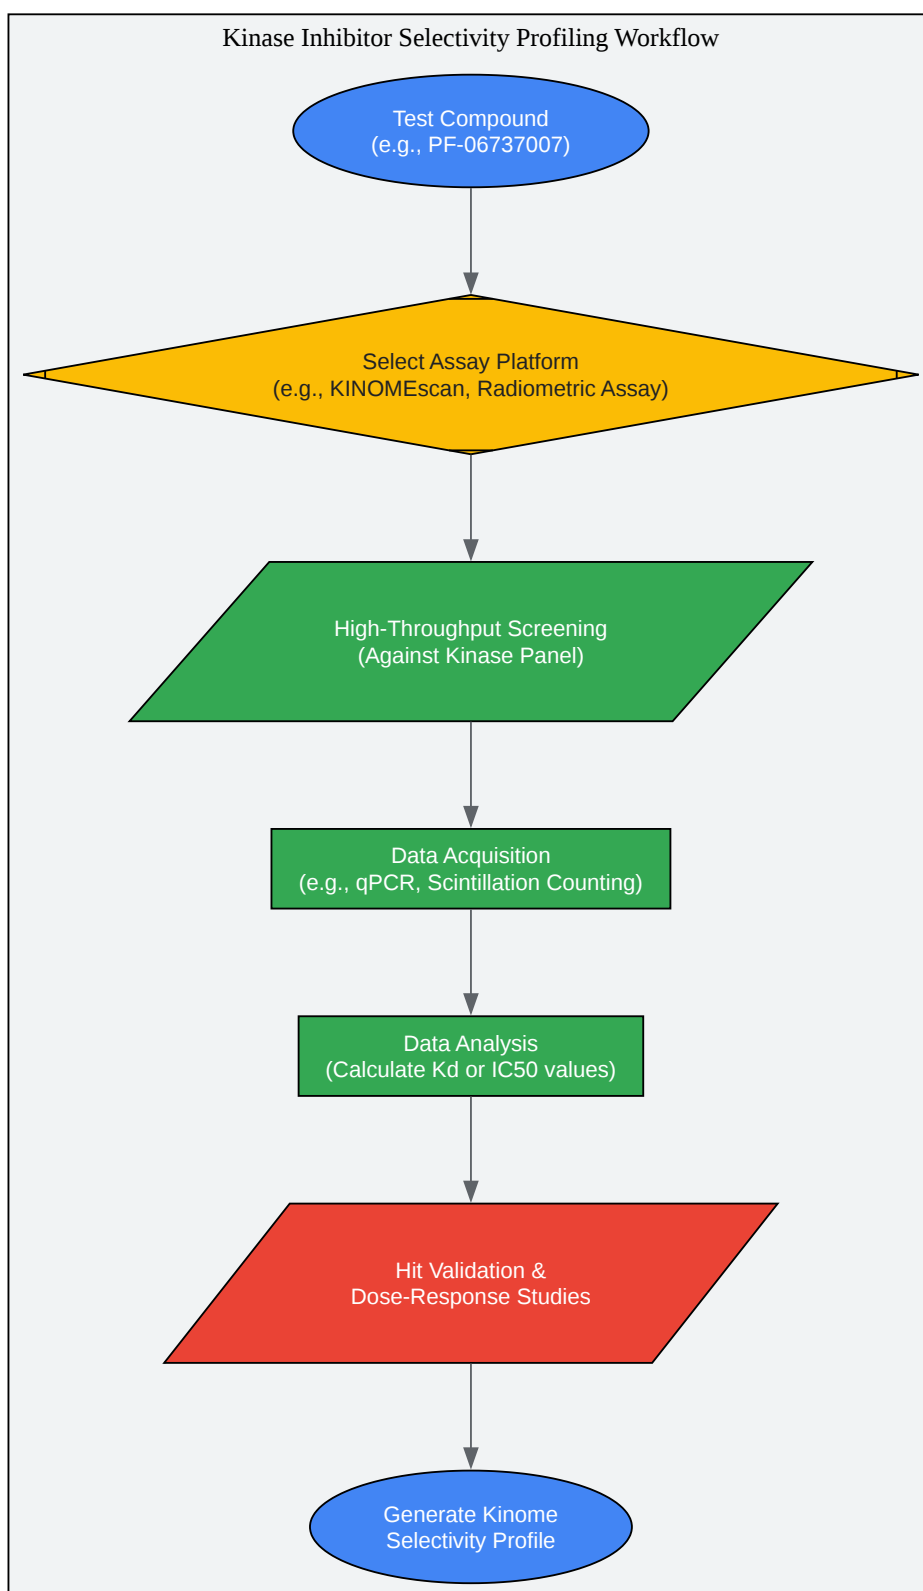 Kinase Inhibitor Selectivity Profiling Workflow
Test Compound
(e.g., PF-06737007)
Select Assay Platform
(e.g., KINOMEscan, Radiometric Assay)
High-Throughput Screening
(Against Kinase Panel)
Data Acquisition
(e.g., qPCR, Scintillation Counting)
Data Analysis
(Calculate Kd or IC50 values)
Hit Validation &
Dose-Response Studies
Generate Kinome
Selectivity Profile